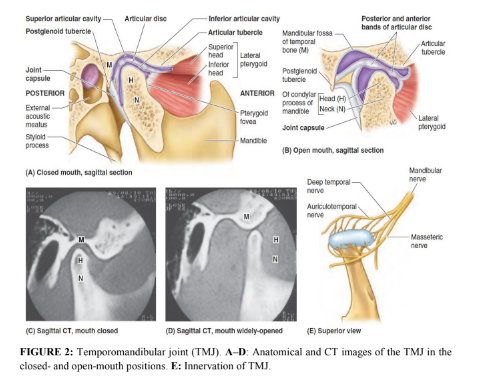 Superior articular cavity
Articular disc
Inferior articular cavity
Postglenoid tubercle
Articular tubercle
Superior head
Inferior head
Lateral pterygoid
M
H
N
Joint capsule
POSTERIOR
ANTERIOR
External acoustic meatus
Pterygoid fovea
Styloid process
Mandible
(A) Closed mouth, sagittal section
Posterior and anterior bands of articular disc
Mandibular fossa of temporal bone (M)
Articular tubercle
Postglenoid tubercle
Of condylar process of mandible
Head (H)
Neck (N)
Joint capsule
Lateral pterygoid
(B) Open mouth, sagittal section
M
H
N
(C) Sagittal CT, mouth closed
M
H
N
(D) Sagittal CT, mouth widely-opened
Mandibular nerve
Deep temporal nerve
Auriculotemporal nerve
Masseteric nerve
(E) Superior view
FIGURE 2: Temporomandibular joint (TMJ). A–D: Anatomical and CT images of the TMJ in the
closed- and open-mouth positions. E: Innervation of TMJ.